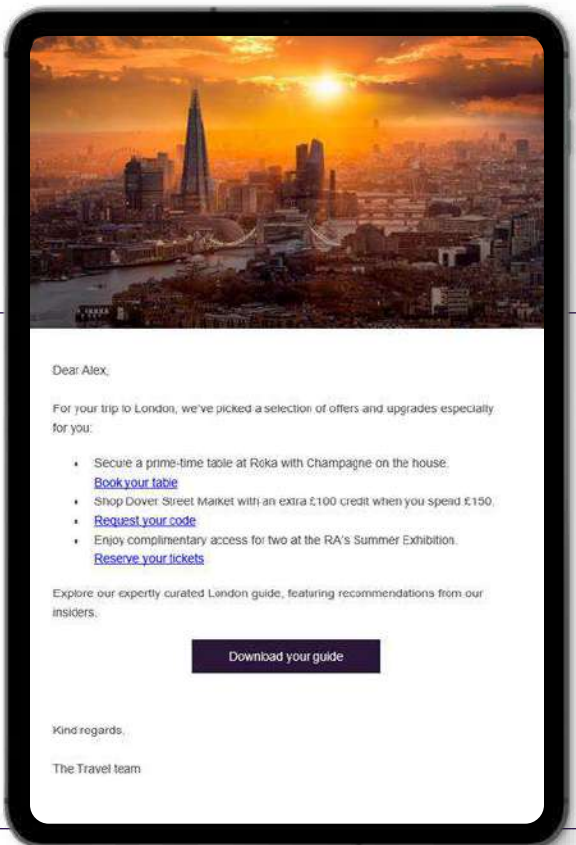 Dear Alex,
For your trip to London, we've picked a selection of offers and upgrades especially
for you:
• Secure a prime-time table at Roka with Champagne on the house.
Book your table
• Shop Dover Street Market with an extra £100 credit when you spend £150.
• Request your code
• Enjoy complimentary access for two at the RA's Summer Exhibition.
Reserve your tickets
Explore our expertly curated London guide, featuring recommendations from our
insiders.
Download your guide
Kind regards,
The Travel team